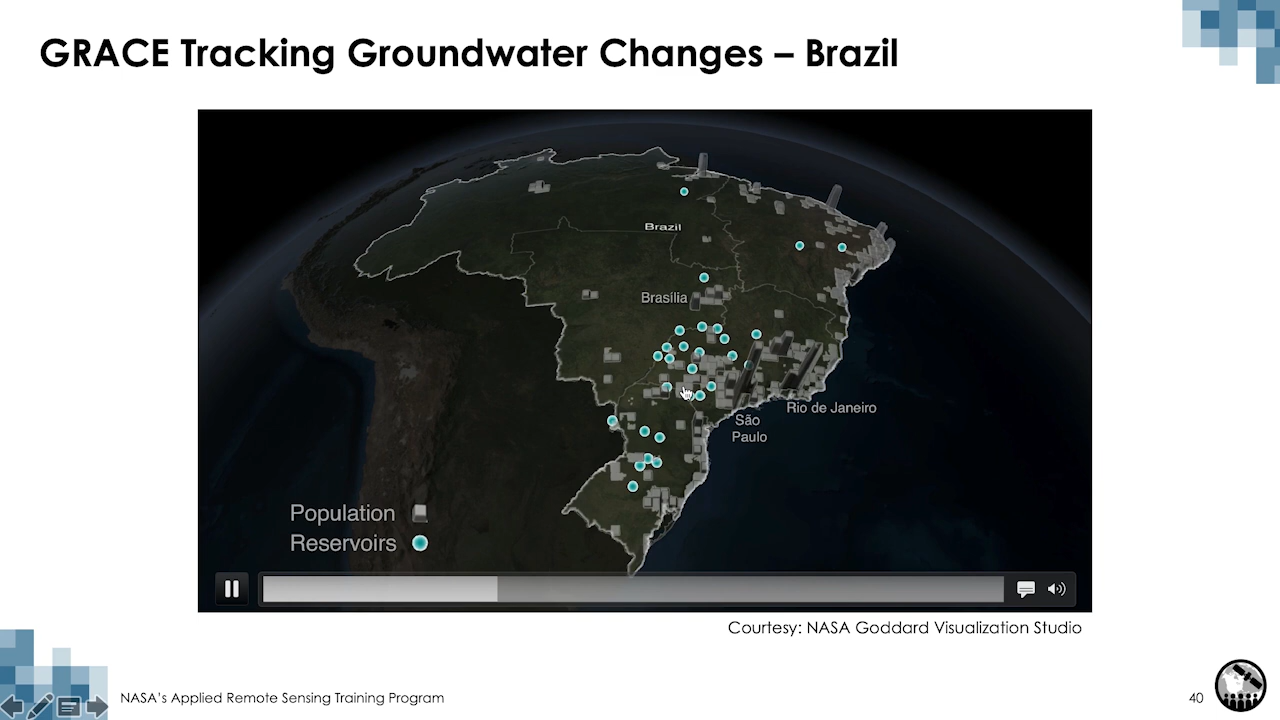 GRACE Tracking Groundwater Changes – Brazil
Brazil
Brasília
Rio de Janeiro
São
Paulo
Population
Reservoirs
Courtesy: NASA Goddard Visualization Studio
NASA's Applied Remote Sensing Training Program
40